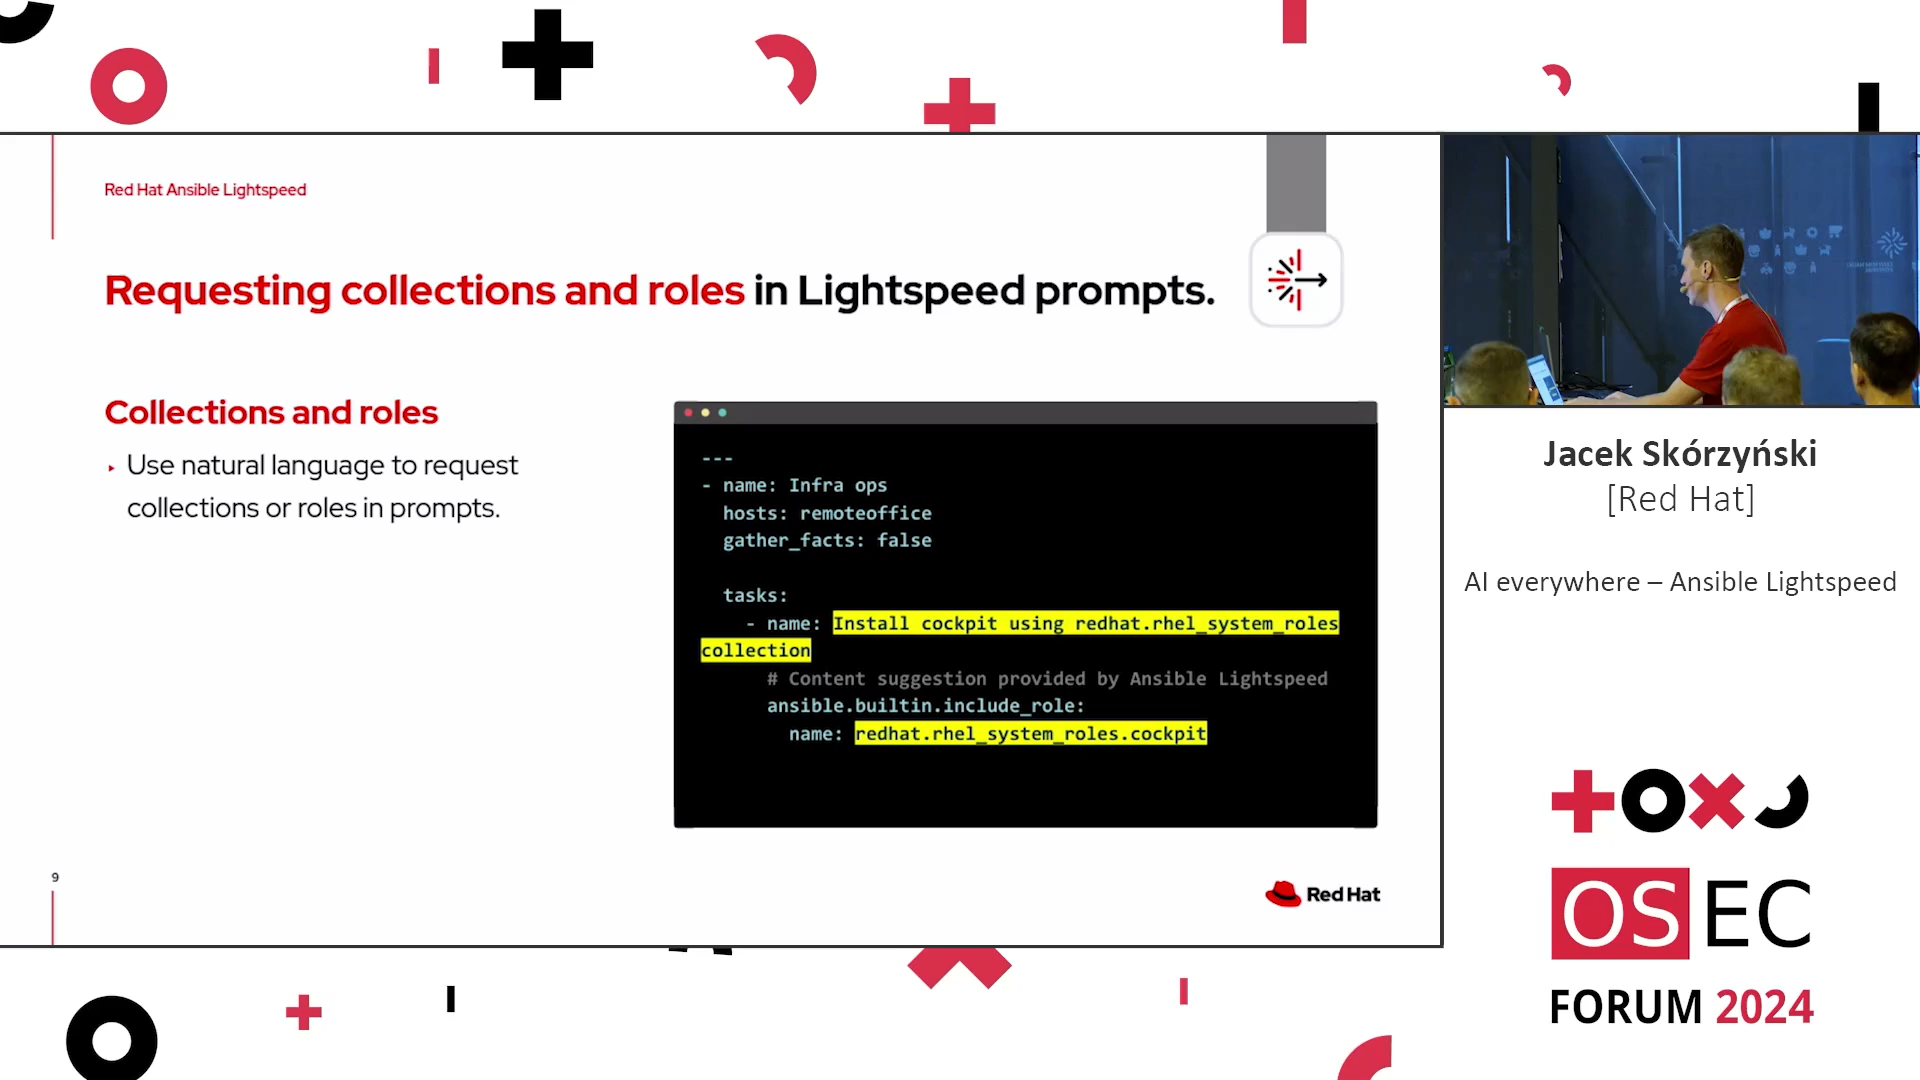 Red Hat Ansible Lightspeed
Requesting collections and roles in Lightspeed prompts.
Collections and roles
Use natural language to request
collections or roles in prompts.
---
- name: Infra ops
hosts: remoteoffice
gather_facts: false
tasks:
- name: Install cockpit using redhat.rhel_system_roles
collection
# Content suggestion provided by Ansible Lightspeed
ansible.builtin.include_role:
name: redhat.rhel_system_roles.cockpit
9
Red Hat
Jacek Skórzyński
[Red Hat]
AI everywhere – Ansible Lightspeed
OSEC
FORUM 2024